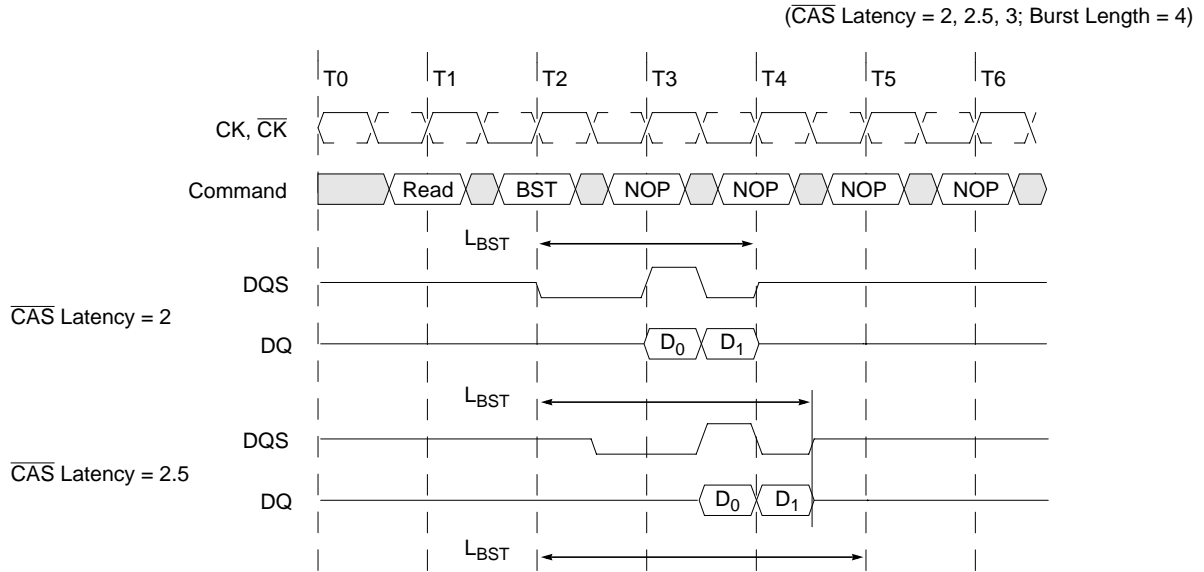 (CAS Latency = 2, 2.5, 3; Burst Length = 4)
T0 T1 T2 T3 T4 T5 T6
CK, CK
Command Read BST NOP NOP NOP NOP
LBST
DQS
CAS Latency = 2
DQ D0 D1
LBST
DQS
CAS Latency = 2.5
DQ D0 D1
LBST